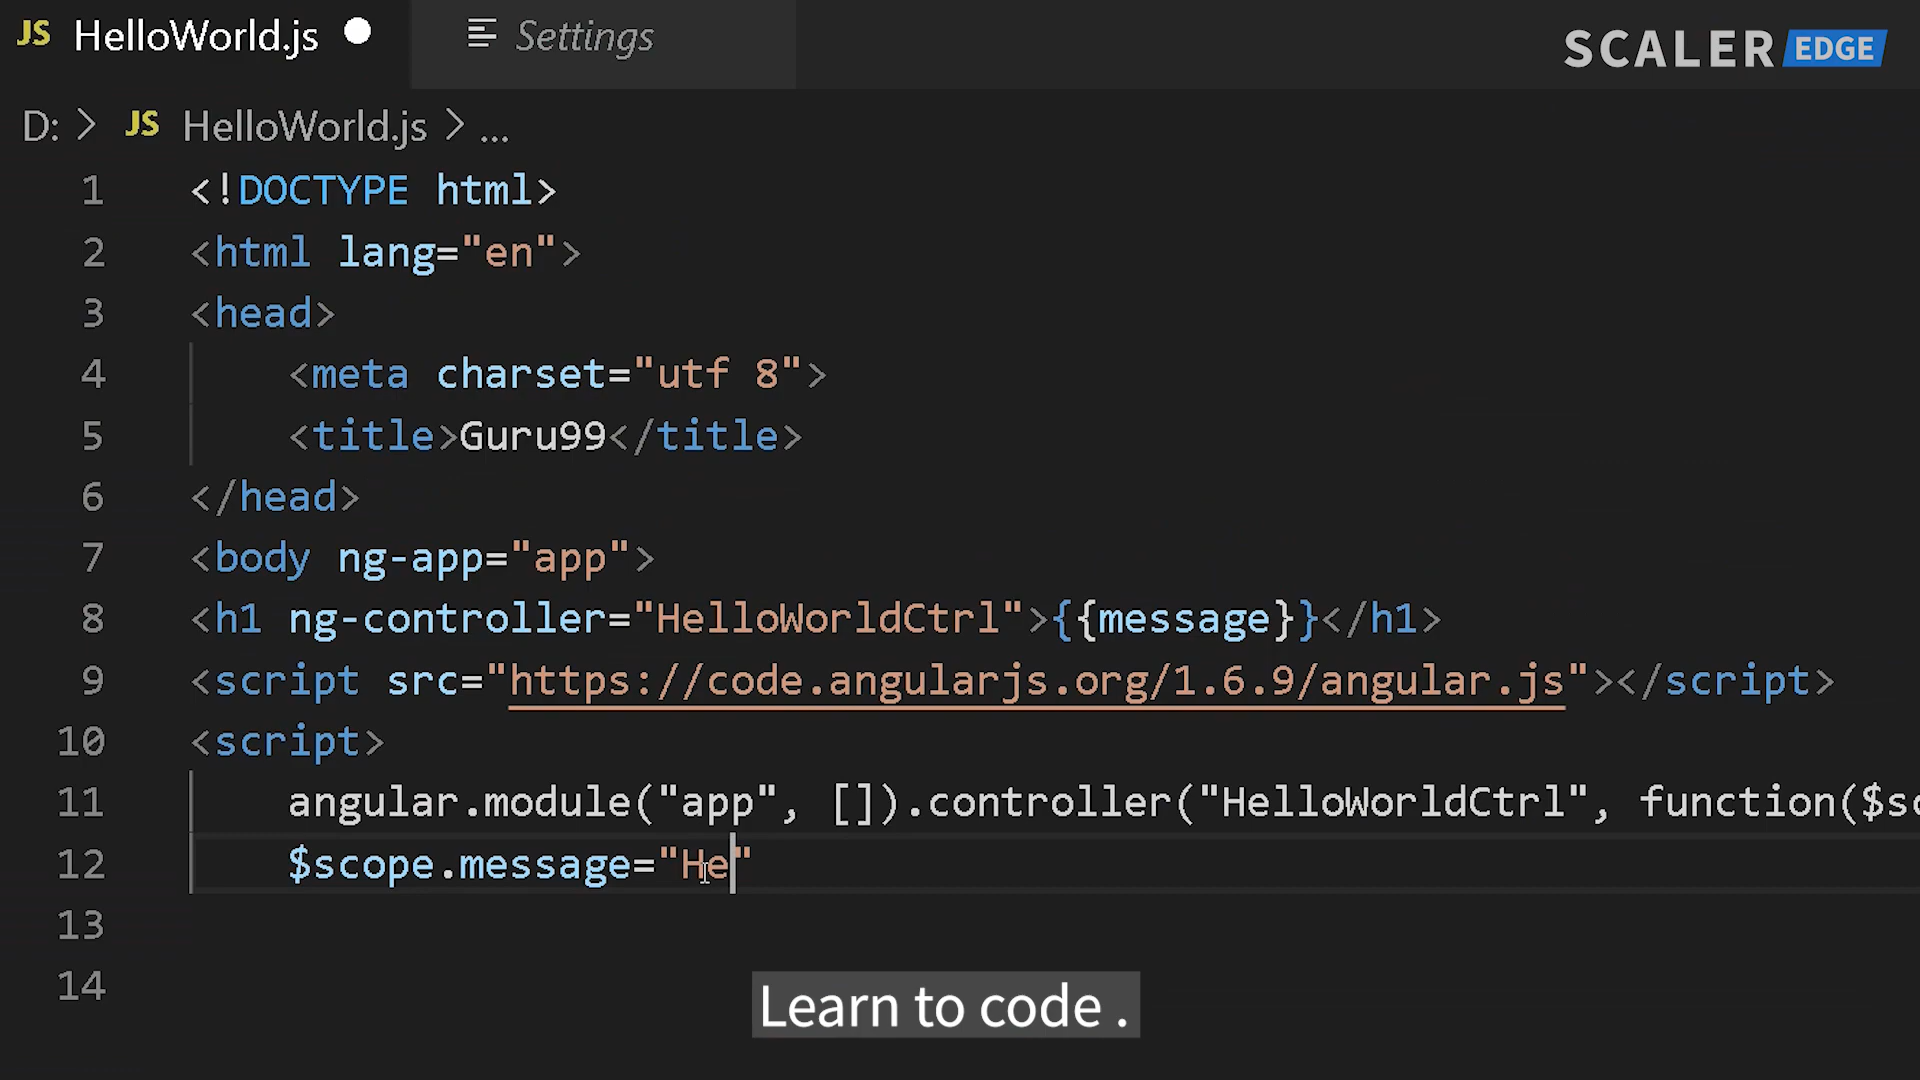 JS HelloWorld.js Settings
SCALER EDGE
D: > JS HelloWorld.js > ...
1 <!DOCTYPE html>
2 <html lang="en">
3 <head>
4 <meta charset="utf 8">
5 <title>Guru99</title>
6 </head>
7 <body ng-app="app">
8 <h1 ng-controller="HelloWorldCtrl">{{message}}</h1>
9 <script src="https://code.angularjs.org/1.6.9/angular.js"></script>
10 <script>
11 angular.module("app", []).controller("HelloWorldCtrl", function($sc
12 $scope.message="He"
13
14
Learn to code .